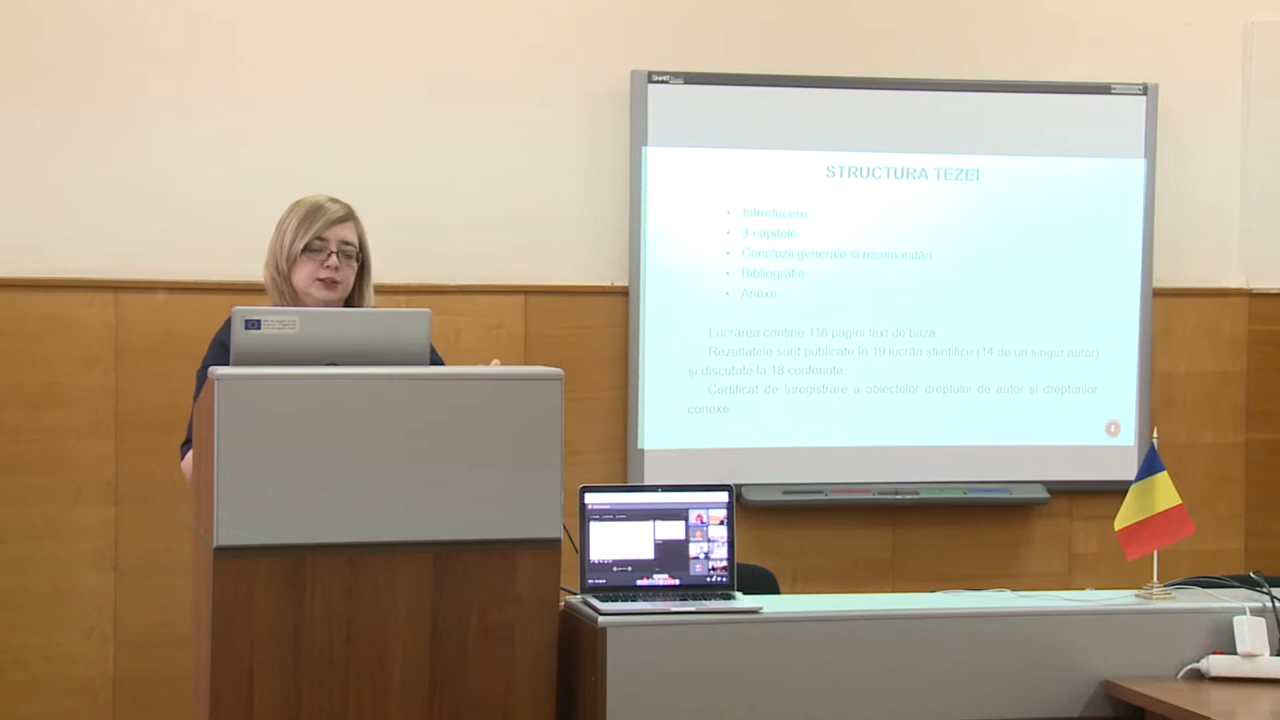 SMART
STRUCTURA TEZEI
• Introducere
• 3 capitole
• Concluzii generale și recomandări
• Bibliografie
• Anexe
Lucrarea conține 118 pagini text de bază.
Rezultatele sunt publicate în 19 lucrări științifice (14 de un singur autor)
și discutate la 18 conferințe.
Certificat de înregistrare a obiectelor dreptului de autor și drepturilor
conexe.
2